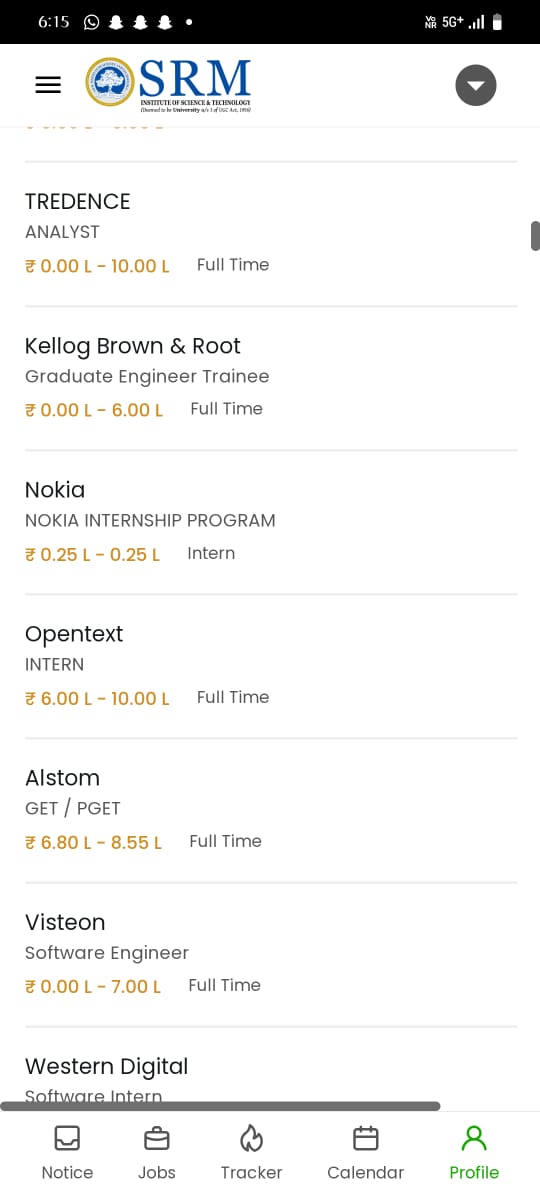 6:15
Vo NR 5G+
SRM
INSTITUTE OF SCIENCE & TECHNOLOGY
(Deemed to be University u/s 3 of UGC Act, 1956)
TREDENCE
ANALYST
₹ 0.00 L - 10.00 L Full Time
Kellog Brown & Root
Graduate Engineer Trainee
₹ 0.00 L - 6.00 L Full Time
Nokia
NOKIA INTERNSHIP PROGRAM
₹ 0.25 L - 0.25 L Intern
Opentext
INTERN
₹ 6.00 L - 10.00 L Full Time
Alstom
GET / PGET
₹ 6.80 L - 8.55 L Full Time
Visteon
Software Engineer
₹ 0.00 L - 7.00 L Full Time
Western Digital
Software Intern
Notice Jobs Tracker Calendar Profile